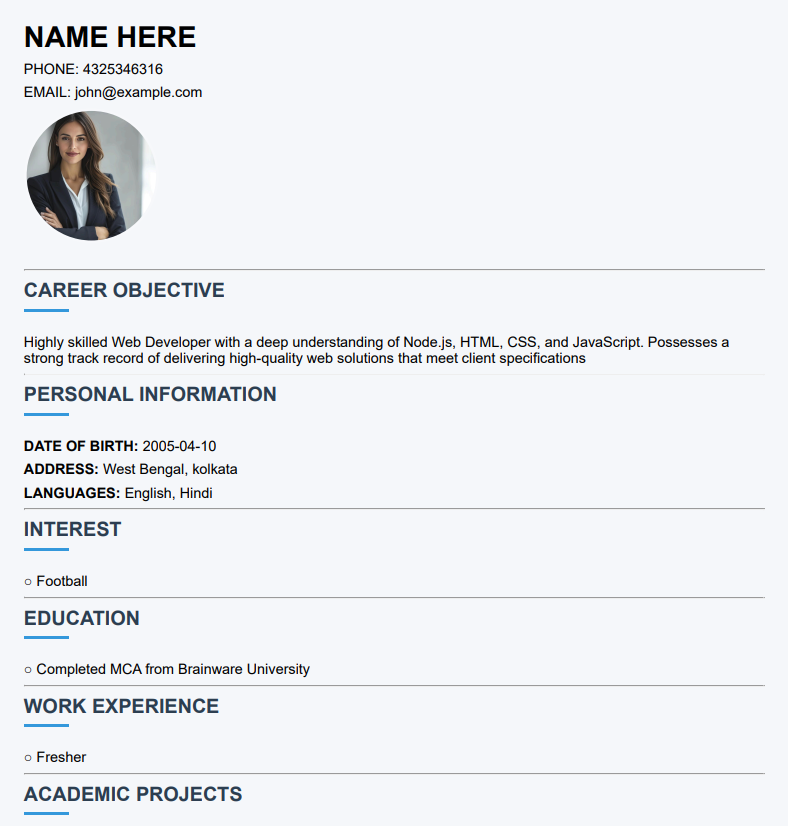 NAME HERE
PHONE: 4325346316
EMAIL: john@example.com
CAREER OBJECTIVE
Highly skilled Web Developer with a deep understanding of Node.js, HTML, CSS, and JavaScript. Possesses a
strong track record of delivering high-quality web solutions that meet client specifications
PERSONAL INFORMATION
DATE OF BIRTH: 2005-04-10
ADDRESS: West Bengal, kolkata
LANGUAGES: English, Hindi
INTEREST
○ Football
EDUCATION
○ Completed MCA from Brainware University
WORK EXPERIENCE
○ Fresher
ACADEMIC PROJECTS